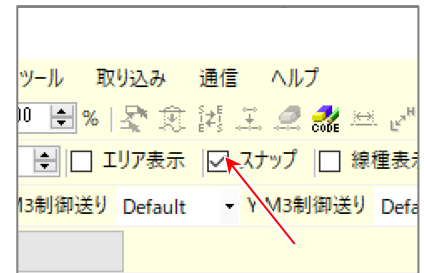 ツール 取り込み 通信 ヘルプ
00 % S E E S CODE W H
エリア表示 スナップ 線種表示
M3制御送り Default Y M3制御送り Defa